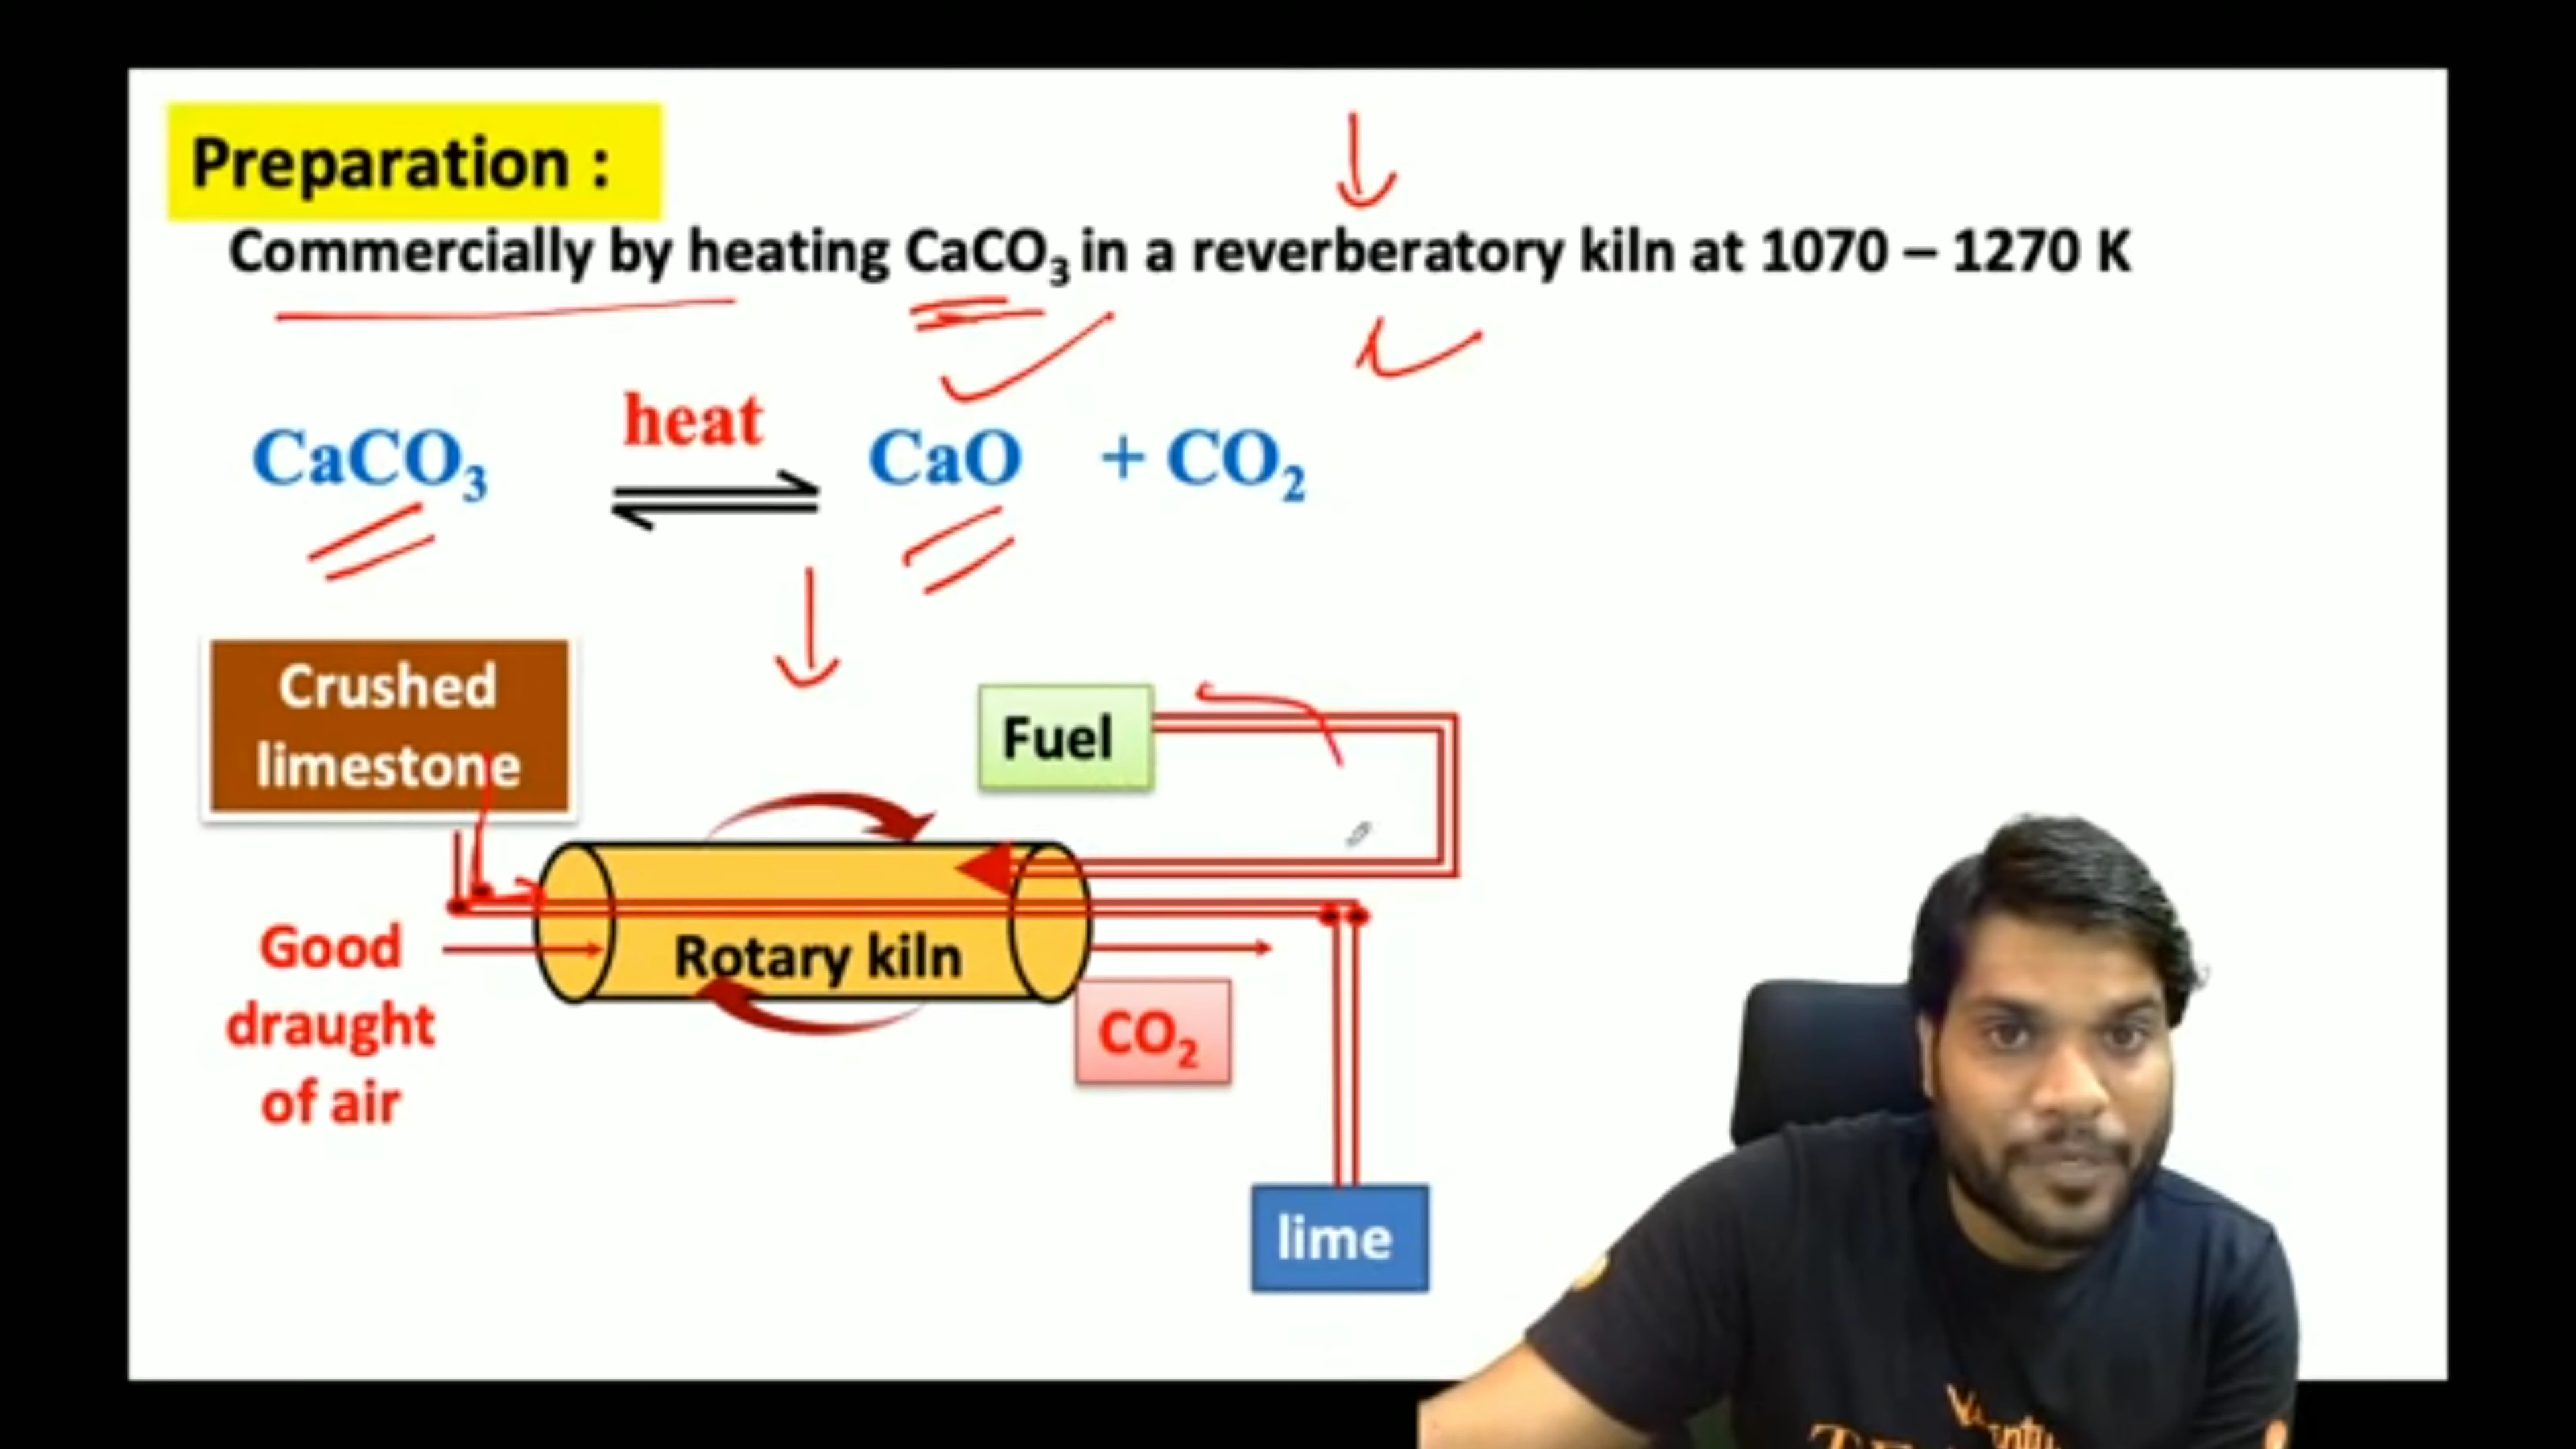 Preparation :
Commercially by heating CaCO₃ in a reverberatory kiln at 1070 – 1270 K
heat
CaCO₃ ⇌ CaO + CO₂
Crushed
limestone
Fuel
Good
draught
of air
Rotary kiln
CO₂
lime